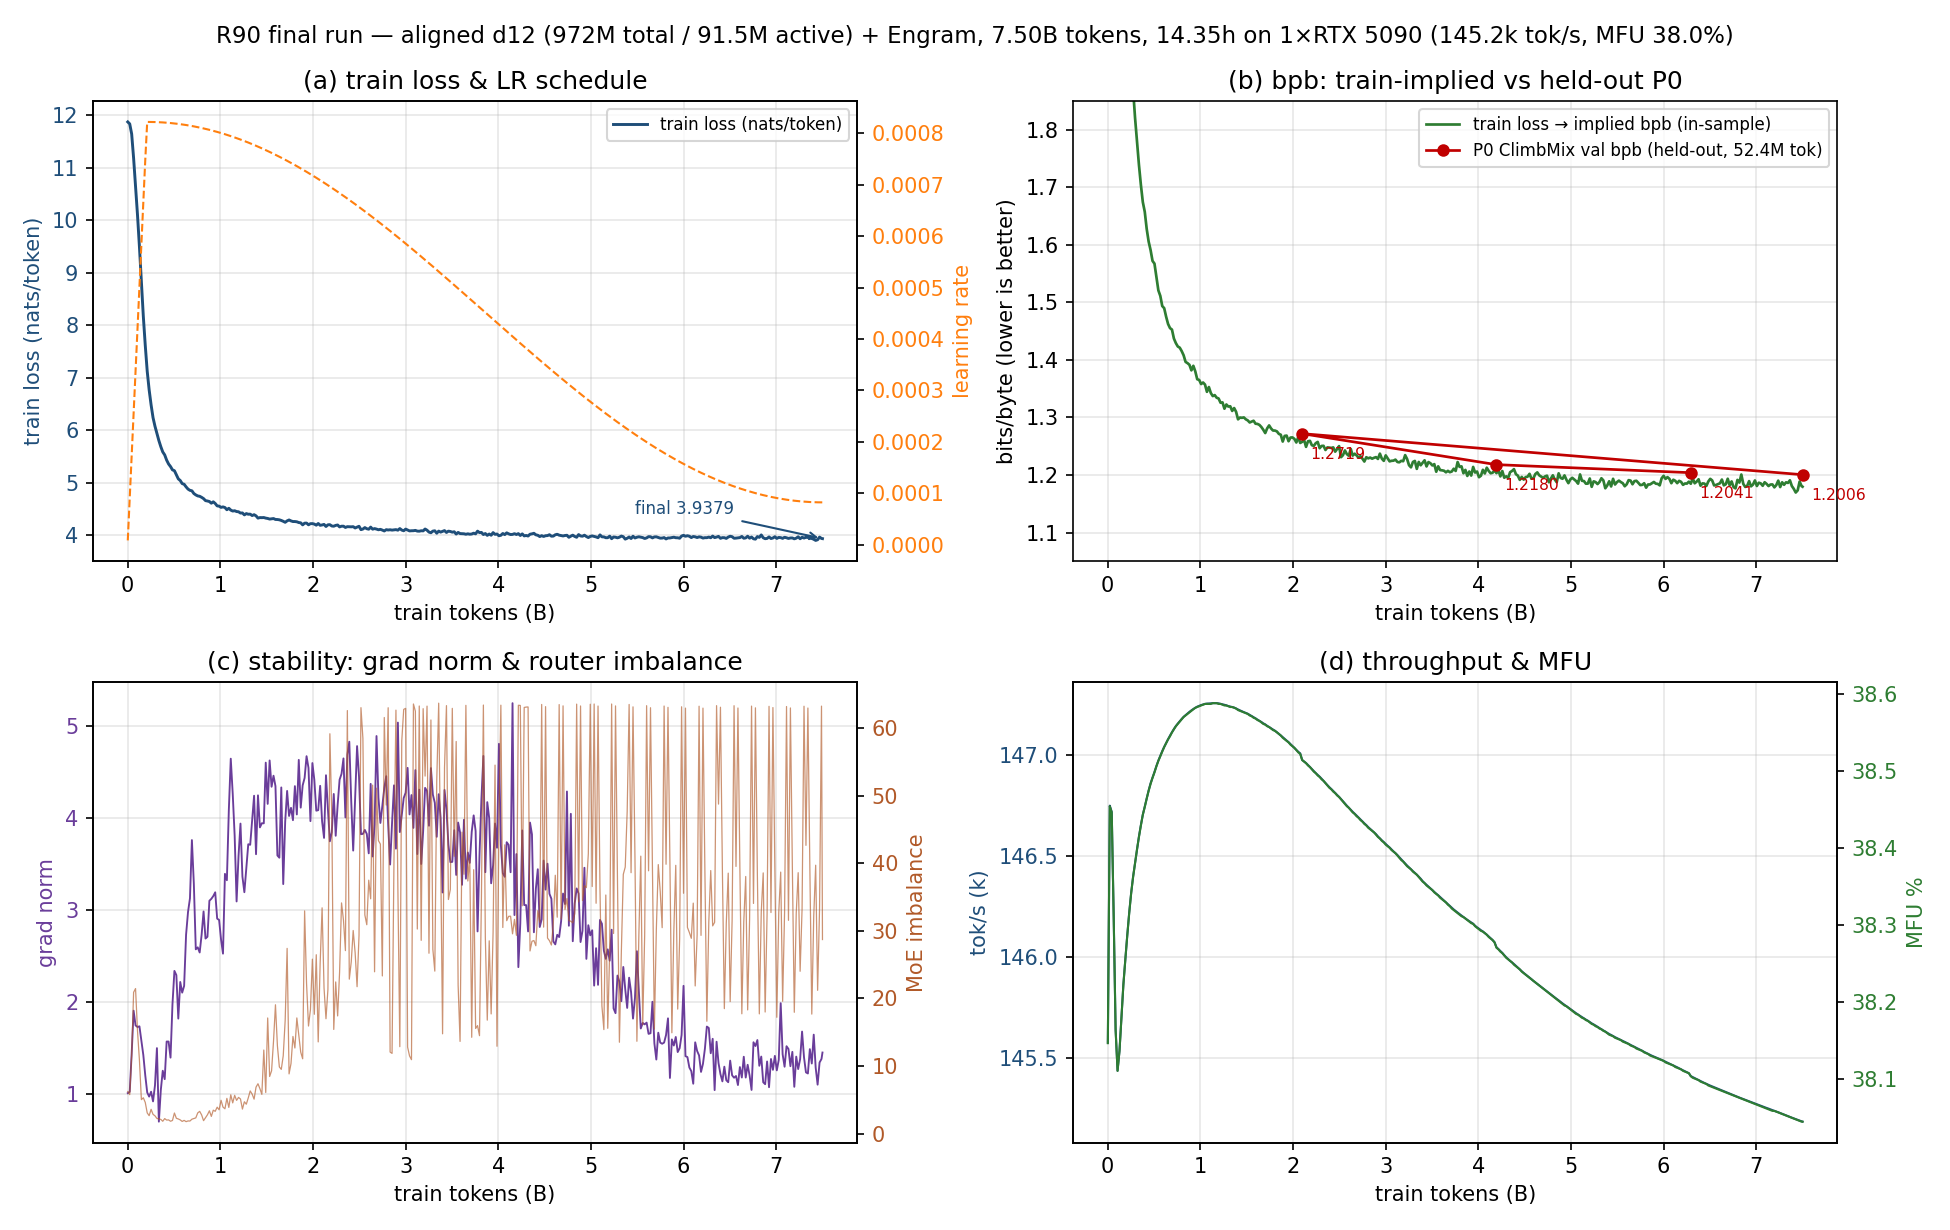 R90 final run — aligned d12 (972M total / 91.5M active) + Engram, 7.50B tokens, 14.35h on 1×RTX 5090 (145.2k tok/s, MFU 38.0%)
(a) train loss & LR schedule
train loss (nats/token)
12
11
10
9
8
7
6
5
4
train loss (nats/token)
final 3.9379
0.0008
0.0007
0.0006
0.0005
0.0004
0.0003
0.0002
0.0001
0.0000
learning rate
0 1 2 3 4 5 6 7
train tokens (B)
(b) bpb: train-implied vs held-out P0
bits/byte (lower is better)
1.8
1.7
1.6
1.5
1.4
1.3
1.2
1.1
train loss → implied bpb (in-sample)
P0 ClimbMix val bpb (held-out, 52.4M tok)
1.2719
1.2180
1.2041
1.2006
0 1 2 3 4 5 6 7
train tokens (B)
(c) stability: grad norm & router imbalance
grad norm
5
4
3
2
1
60
50
40
30
20
10
0
MoE imbalance
0 1 2 3 4 5 6 7
train tokens (B)
(d) throughput & MFU
tok/s (k)
147.0
146.5
146.0
145.5
38.6
38.5
38.4
38.3
38.2
38.1
MFU %
0 1 2 3 4 5 6 7
train tokens (B)